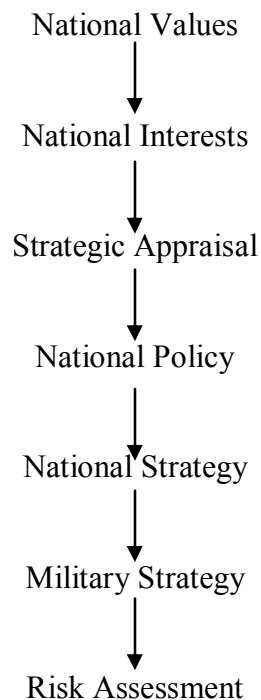 National Values
National Interests
Strategic Appraisal
National Policy
National Strategy
Military Strategy
Risk Assessment